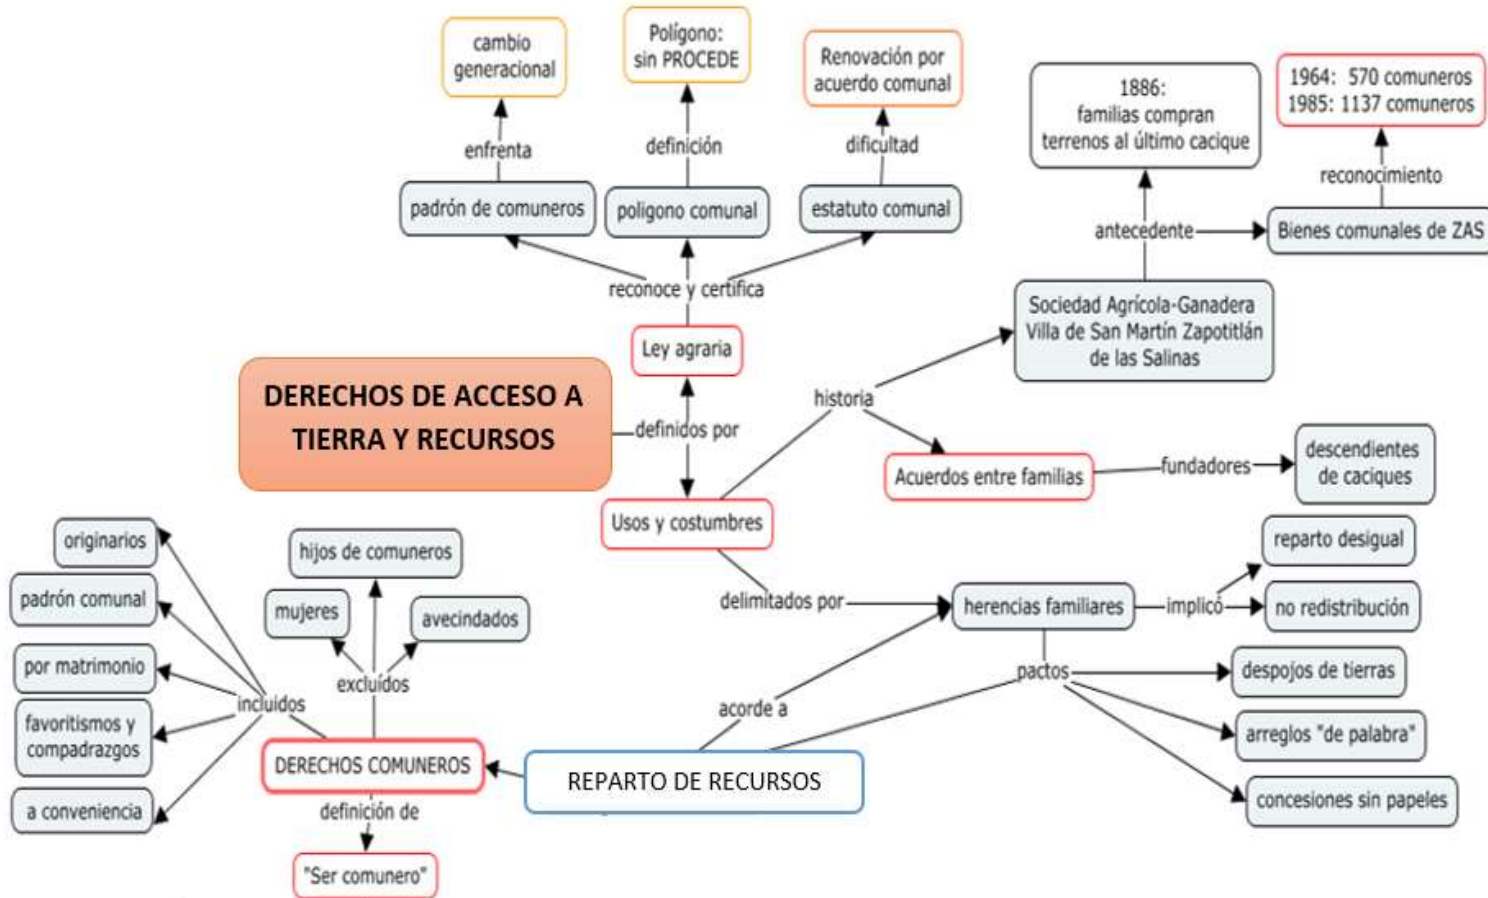 cambio
generacional
Polígono:
sin PROCEDE
Renovación por
acuerdo comunal
1886:
familias compran
terrenos al último cacique
1964: 570 comuneros
1985: 1137 comuneros
enfrenta
definición
dificultad
reconocimiento
padrón de comuneros
poligono comunal
estatuto comunal
antecedente
Bienes comunales de ZAS
reconoce y certifica
Sociedad Agrícola-Ganadera
Villa de San Martín Zapotitlán
de las Salinas
Ley agraria
DERECHOS DE ACCESO A
TIERRA Y RECURSOS
definidos por
historia
Acuerdos entre familias
fundadores
descendientes
de caciques
Usos y costumbres
originarios
hijos de comuneros
reparto desigual
padrón comunal
mujeres
avecindados
delimitados por
herencias familiares
implicó
no redistribución
por matrimonio
excluídos
pactos
despojos de tierras
incluidos
favoritismos y
compadrazgos
acorde a
arreglos "de palabra"
DERECHOS COMUNEROS
REPARTO DE RECURSOS
a conveniencia
definición de
concesiones sin papeles
"Ser comunero"